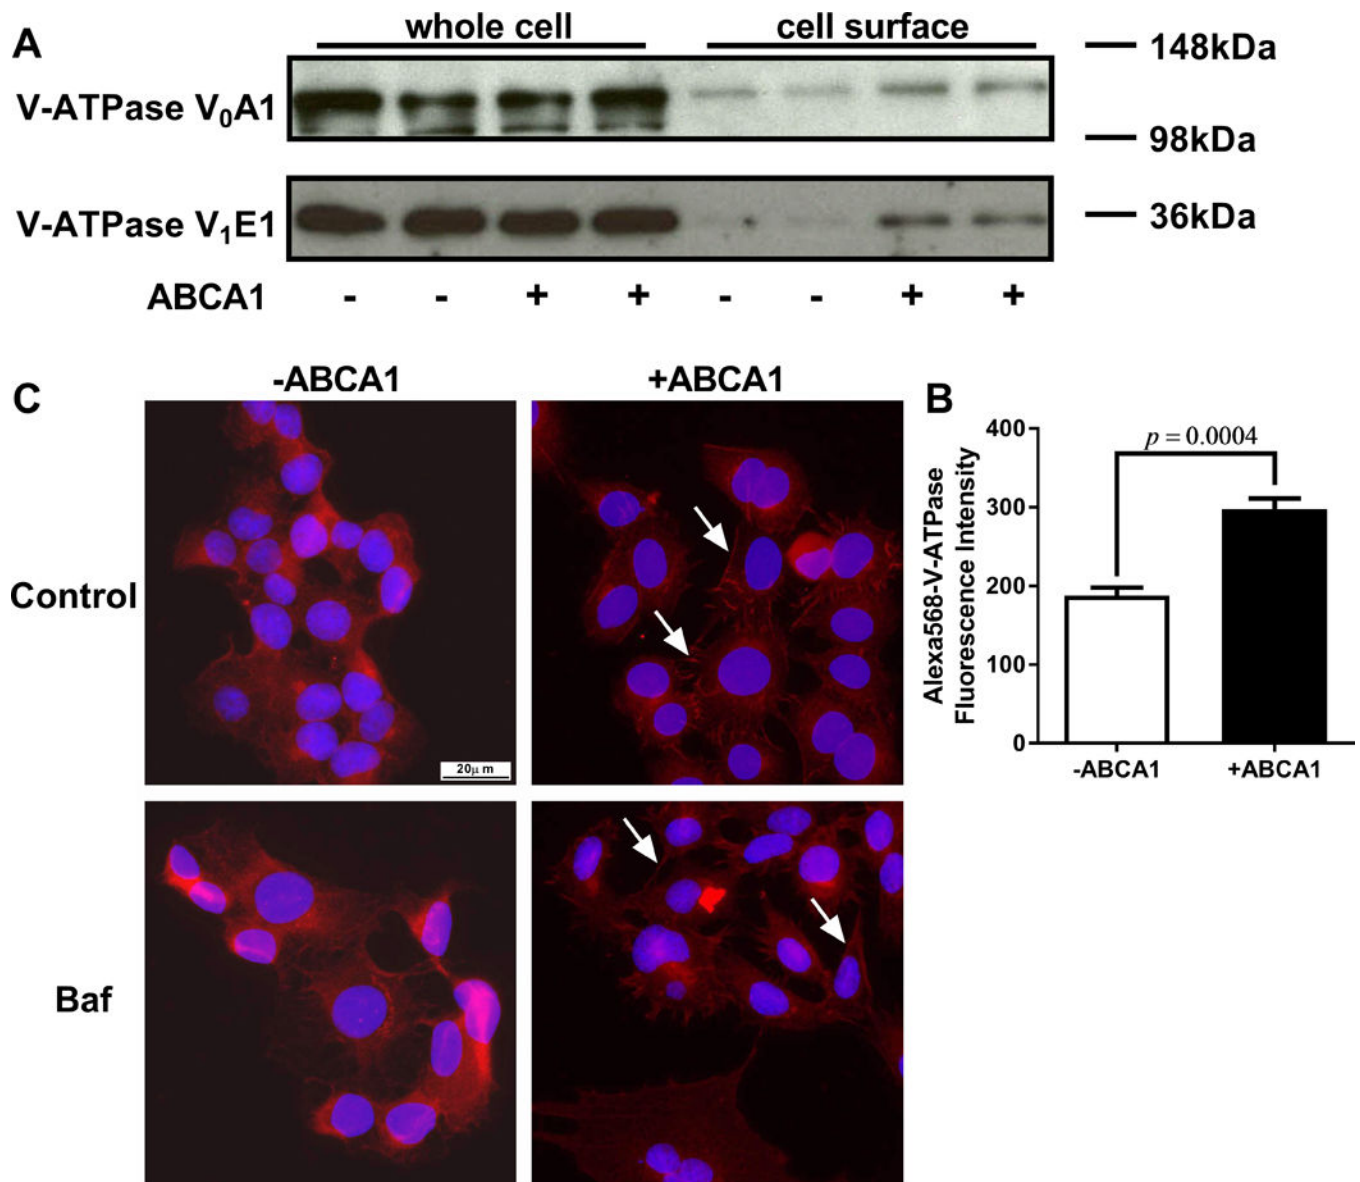 A
whole cell
cell surface
148kDa
V-ATPase V₀A1
98kDa
V-ATPase V₁E1
36kDa
ABCA1 - - + + - - + +
C
-ABCA1
+ABCA1
Control
20μ m
Baf
B
Alexa568-V-ATPase
Fluorescence Intensity
400
300
200
100
0
p = 0.0004
-ABCA1
+ABCA1